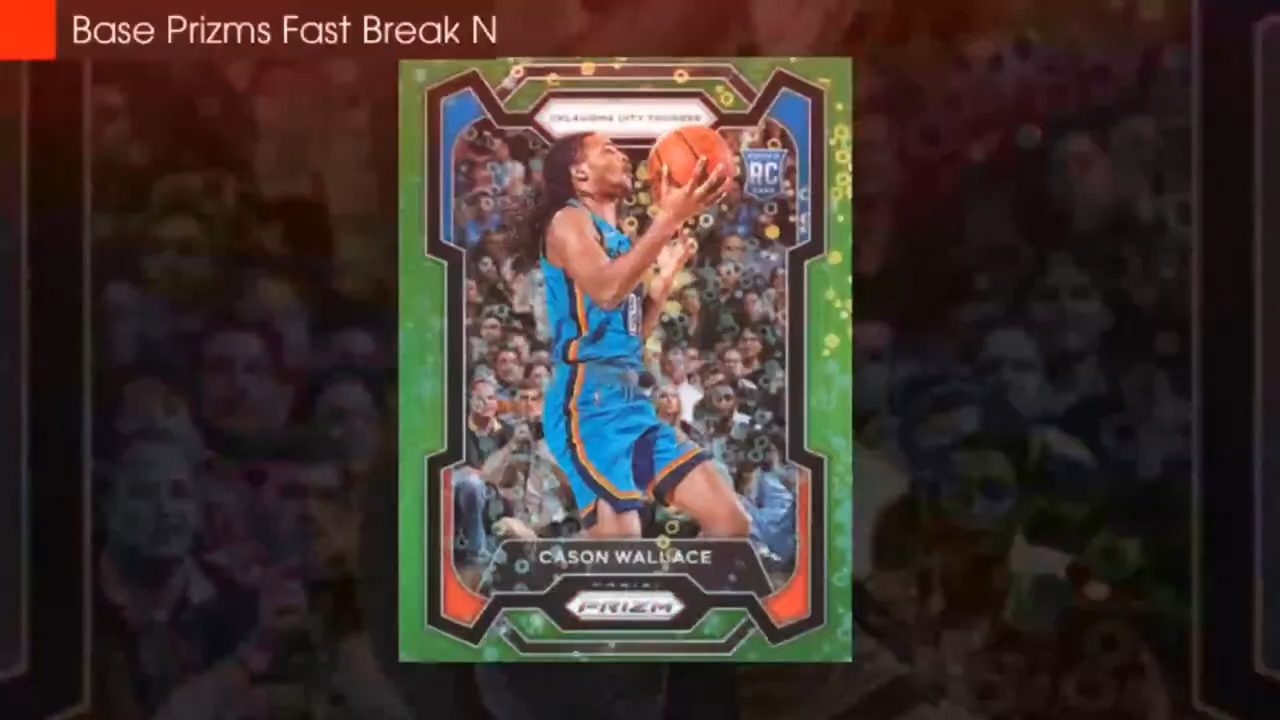 Base Prizms Fast Break N
OKLAHOMA CITY THUNDER
RC
CASON WALLACE
PANINI
PRIZM